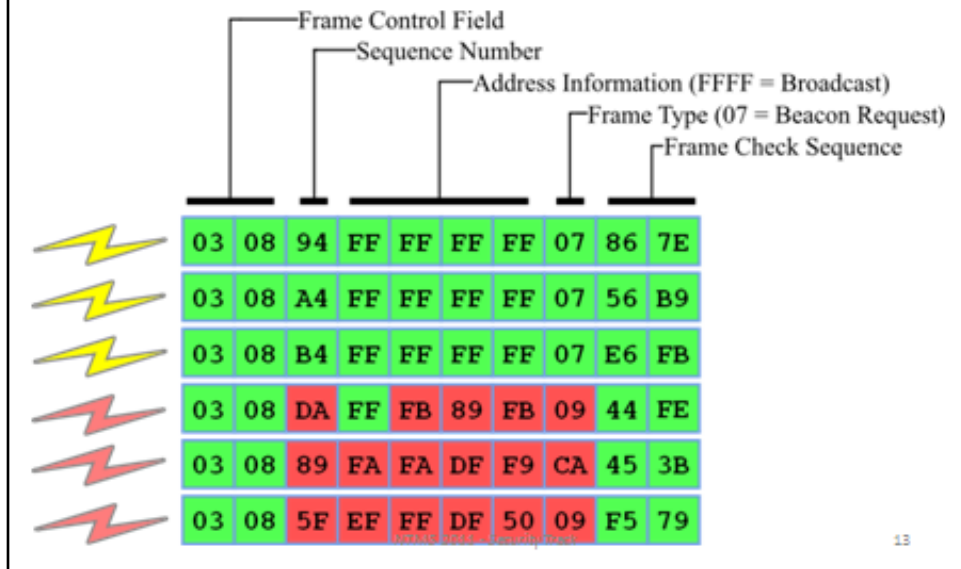 Frame Control Field
Sequence Number
Address Information (FFFF = Broadcast)
Frame Type (07 = Beacon Request)
Frame Check Sequence
03 08 94 FF FF FF FF 07 86 7E
03 08 A4 FF FF FF FF 07 56 B9
03 08 B4 FF FF FF FF 07 E6 FB
03 08 DA FF FB 89 FB 09 44 FE
03 08 89 FA FA DF F9 CA 45 3B
03 08 5F EF FF DF 50 09 F5 79
13